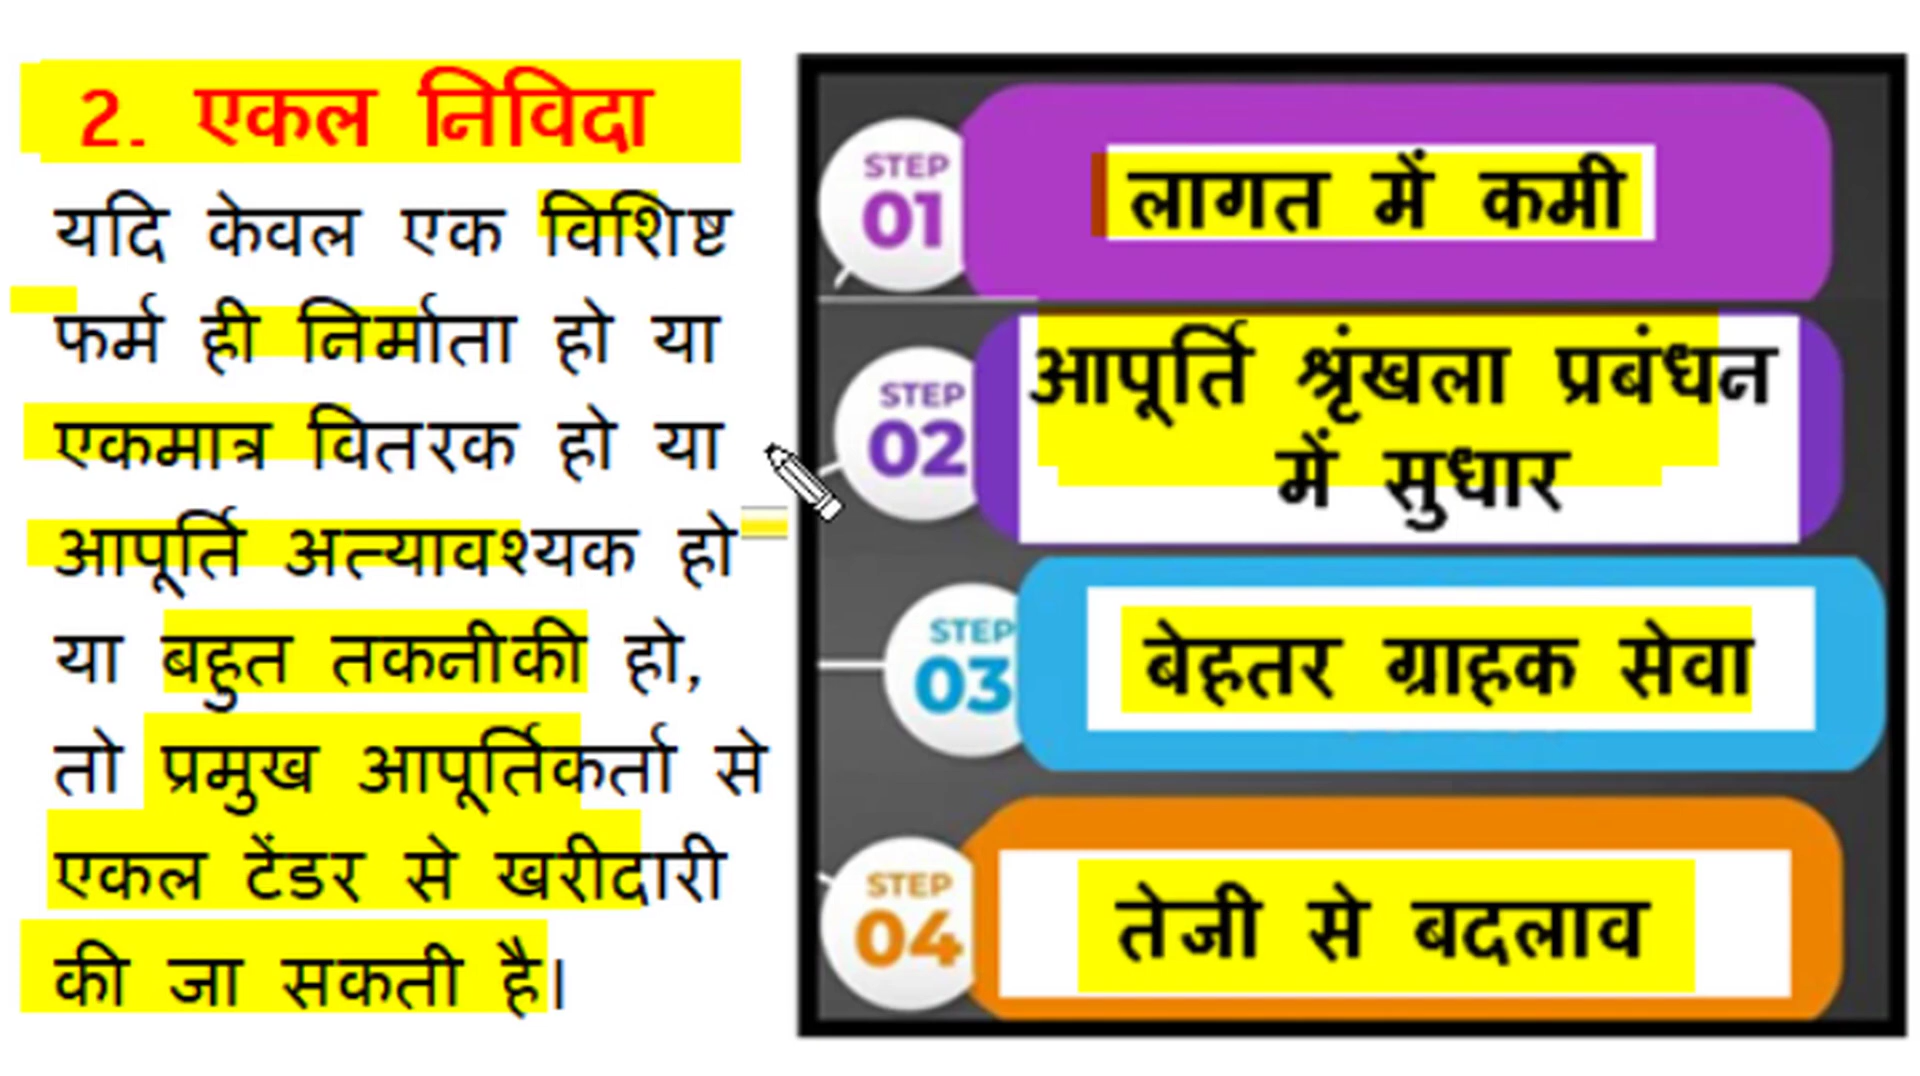 2. एकल निविदा
यदि केवल एक विशिष्ट
फर्म ही निर्माता हो या
एकमात्र वितरक हो या
आपूर्ति अत्यावश्यक हो
या बहुत तकनीकी हो,
तो प्रमुख आपूर्तिकर्ता से
एकल टेंडर से खरीदारी
की जा सकती है।
STEP
01
लागत में कमी
STEP
02
आपूर्ति श्रृंखला प्रबंधन
में सुधार
STEP
03
बेहतर ग्राहक सेवा
STEP
04
तेजी से बदलाव